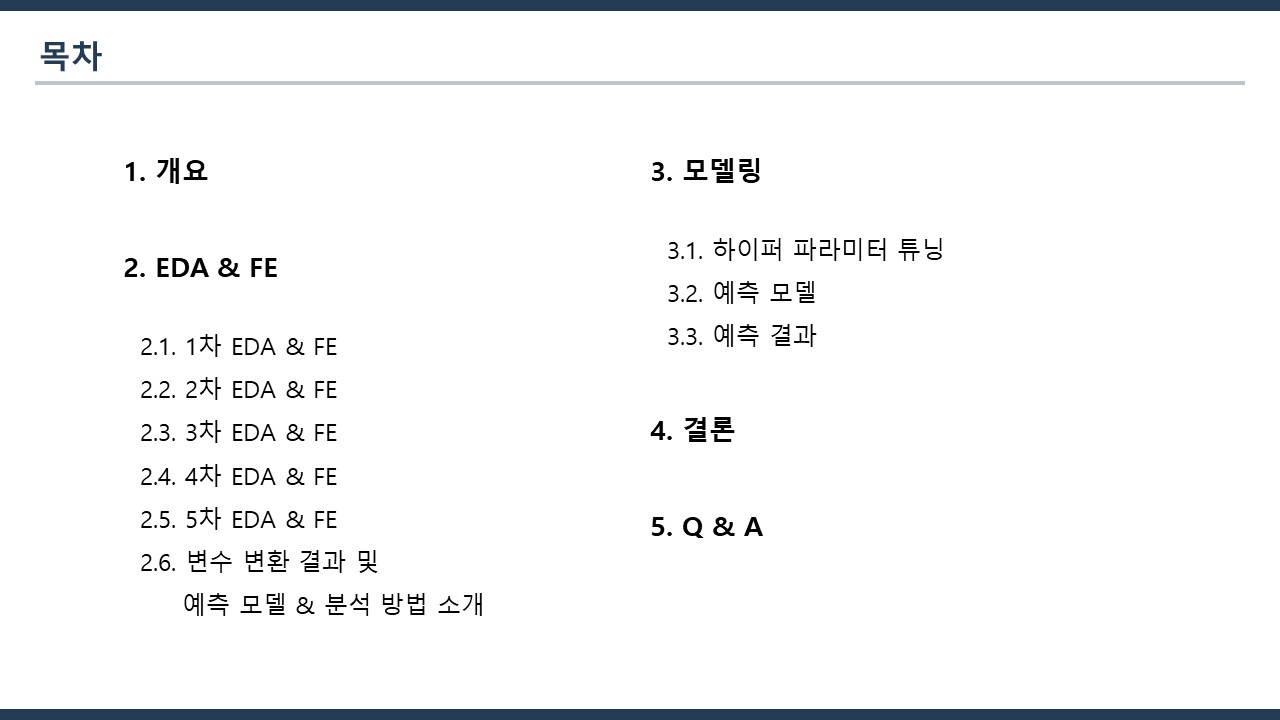 목차
1. 개요
2. EDA & FE
2.1. 1차 EDA & FE
2.2. 2차 EDA & FE
2.3. 3차 EDA & FE
2.4. 4차 EDA & FE
2.5. 5차 EDA & FE
2.6. 변수 변환 결과 및
예측 모델 & 분석 방법 소개
3. 모델링
3.1. 하이퍼 파라미터 튜닝
3.2. 예측 모델
3.3. 예측 결과
4. 결론
5. Q & A